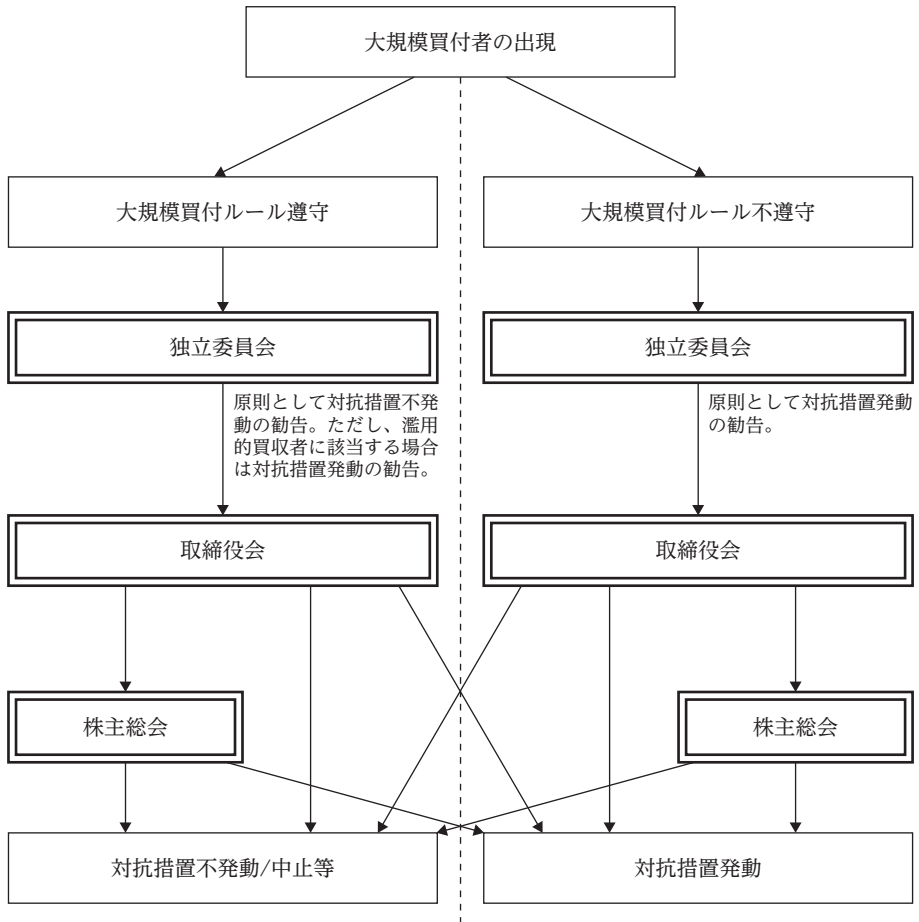 大規模買付者の出現
大規模買付ルール遵守
大規模買付ルール不遵守
独立委員会
独立委員会
原則として対抗措置不発
動の勧告。ただし、濫用
的買収者に該当する場合
は対抗措置発動の勧告。
原則として対抗措置発動
の勧告。
取締役会
取締役会
株主総会
株主総会
対抗措置不発動/中止等
対抗措置発動